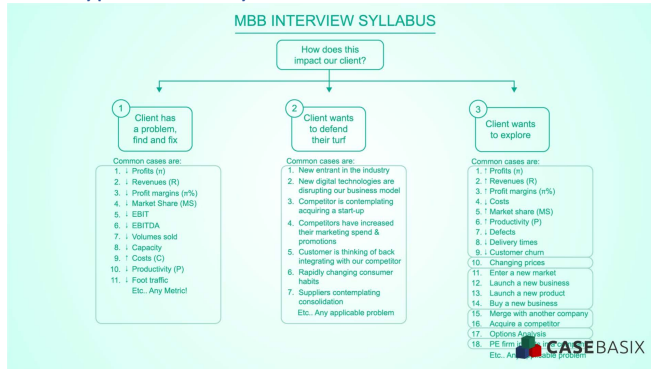 MBB INTERVIEW SYLLABUS
How does this
impact our client?
1
Client has
a problem,
find and fix
Common cases are:
1. ↓ Profits (π)
2. ↓ Revenues (R)
3. ↓ Profit margins (π%)
4. ↓ Market Share (MS)
5. ↓ EBIT
6. ↓ EBITDA
7. ↓ Volumes sold
8. ↓ Capacity
9. ↑ Costs (C)
10. ↓ Productivity (P)
11. ↓ Foot traffic
Etc.. Any Metric!
2
Client wants
to defend
their turf
Common cases are:
1. New entrant in the industry
2. New digital technologies are
disrupting our business model
3. Competitor is contemplating
acquiring a start-up
4. Competitors have increased
their marketing spend &
promotions
5. Customer is thinking of back
integrating with our competitor
6. Rapidly changing consumer
habits
7. Suppliers contemplating
consolidation
Etc.. Any applicable problem
3
Client wants
to explore
Common cases are:
1. ↑ Profits (π)
2. ↑ Revenues (R)
3. ↑ Profit margins (π%)
4. ↓ Costs
5. ↑ Market share (MS)
6. ↑ Productivity (P)
7. ↓ Defects
8. ↓ Delivery times
9. ↓ Customer churn
10. Changing prices
11. Enter a new market
12. Launch a new business
13. Launch a new product
14. Buy a new business
15. Merge with another company
16. Acquire a competitor
17. Options Analysis
18. PE firm in a
Etc.. problem
CASEBASIX